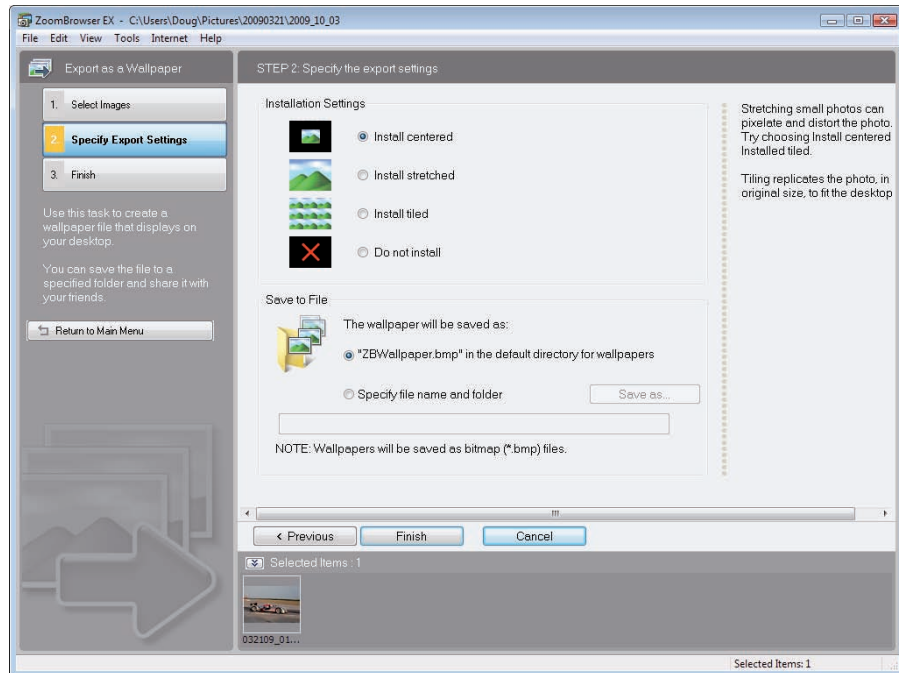 ZoomBrowser EX - C:\Users\Doug\Pictures\20090321\2009_10_03
File Edit View Tools Internet Help
Export as a Wallpaper
1. Select Images
2. Specify Export Settings
3. Finish
Use this task to create a
wallpaper file that displays on
your desktop.
You can save the file to a
specified folder and share it with
your friends.
Return to Main Menu
STEP 2: Specify the export settings
Installation Settings
Install centered
Install stretched
Install tiled
Do not install
Save to File
The wallpaper will be saved as:
"ZBWallpaper.bmp" in the default directory for wallpapers
Specify file name and folder
Save as...
NOTE: Wallpapers will be saved as bitmap (*.bmp) files.
Stretching small photos can
pixelate and distort the photo.
Try choosing Install centered
Installed tiled.
Tiling replicates the photo, in
original size, to fit the desktop
< Previous Finish Cancel
Selected Items : 1
032109_01...
Selected Items: 1